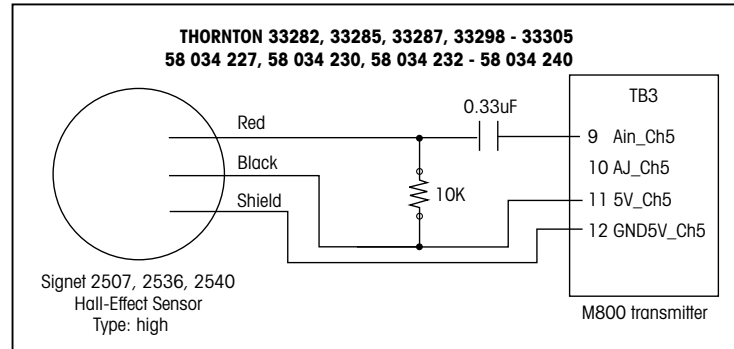 THORNTON 33282, 33285, 33287, 33298 - 33305
58 034 227, 58 034 230, 58 034 232 - 58 034 240
TB3
0.33uF
Red
9 Ain_Ch5
Black
10 AJ_Ch5
10K
11 5V_Ch5
Shield
12 GND5V_Ch5
Signet 2507, 2536, 2540
Hall-Effect Sensor
Type: high
M800 transmitter